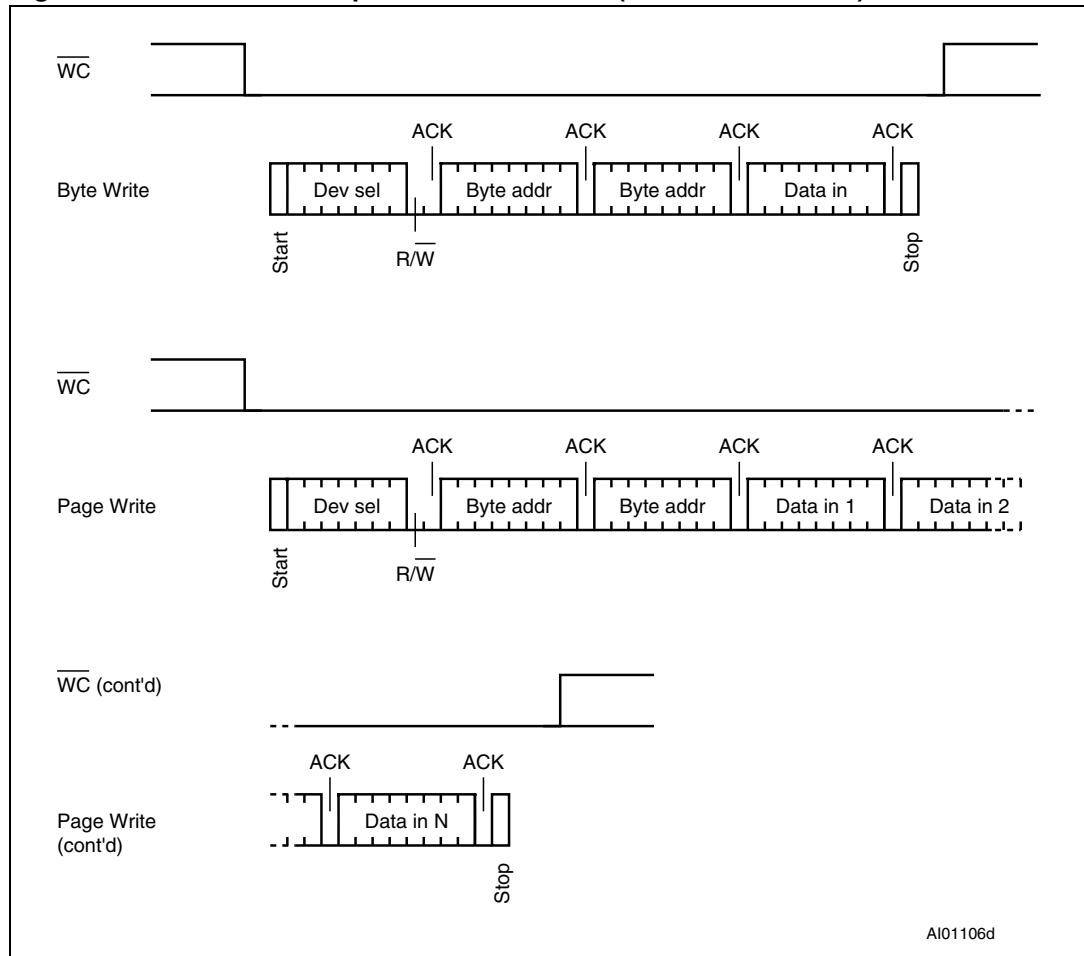 WC
ACK ACK ACK ACK
Byte Write
Dev sel Byte addr Byte addr Data in
Start
R/W
Stop
WC
ACK ACK ACK ACK
Page Write
Dev sel Byte addr Byte addr Data in 1 Data in 2
Start
R/W
WC (cont'd)
ACK ACK
Page Write
(cont'd)
Data in N
Stop
AI01106d